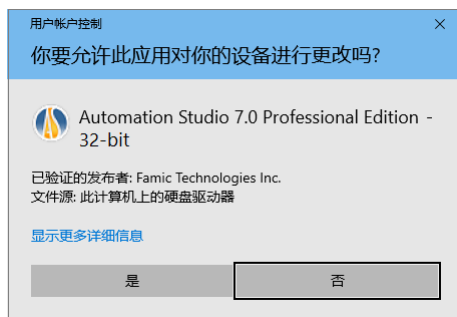 用户帐户控制
你要允许此应用对你的设备进行更改吗?
Automation Studio 7.0 Professional Edition -
32-bit
已验证的发布者: Famic Technologies Inc.
文件源: 此计算机上的硬盘驱动器
显示更多详细信息
是
否